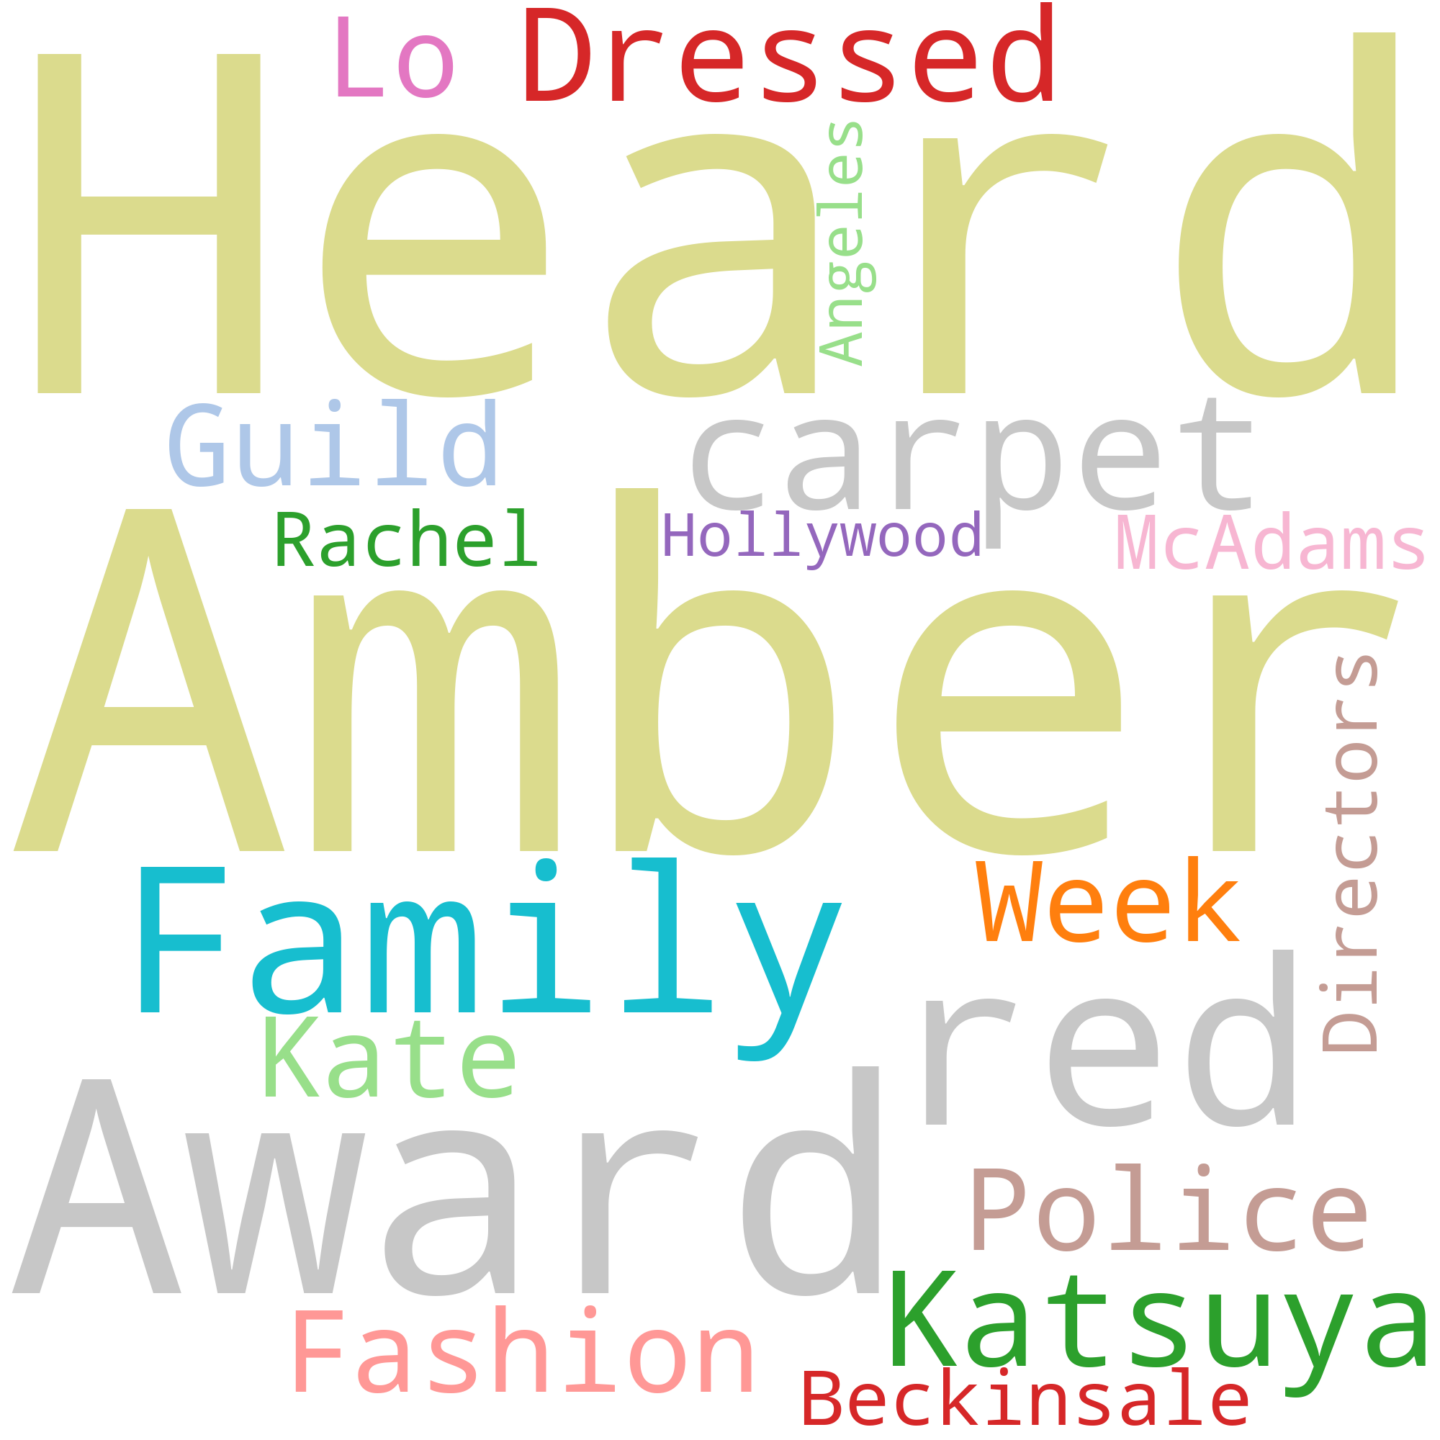 Lo Dressed
Heard
Angeles
Guild carpet
Rachel Hollywood McAdams
Amber
Directors
Family Week
Kate red
Award
Police
Katsuya
Fashion
Beckinsale